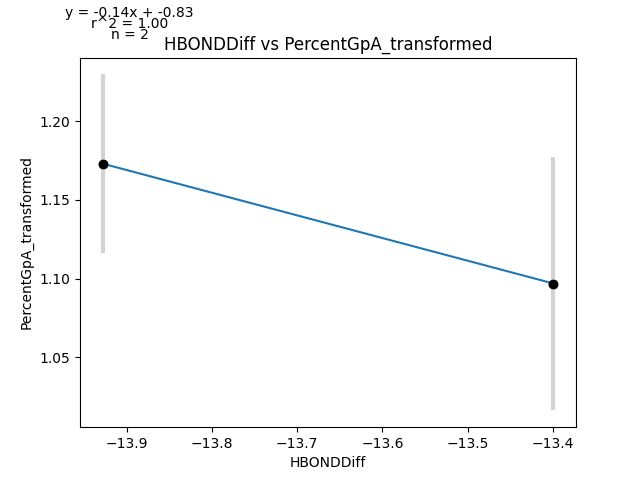 y = -0.14x + -0.83
r^2 = 1.00
n = 2
HBONDDiff vs PercentGpA_transformed
PercentGpA_transformed
1.20
1.15
1.10
1.05
−13.9 −13.8 −13.7 −13.6 −13.5 −13.4
HBONDDiff